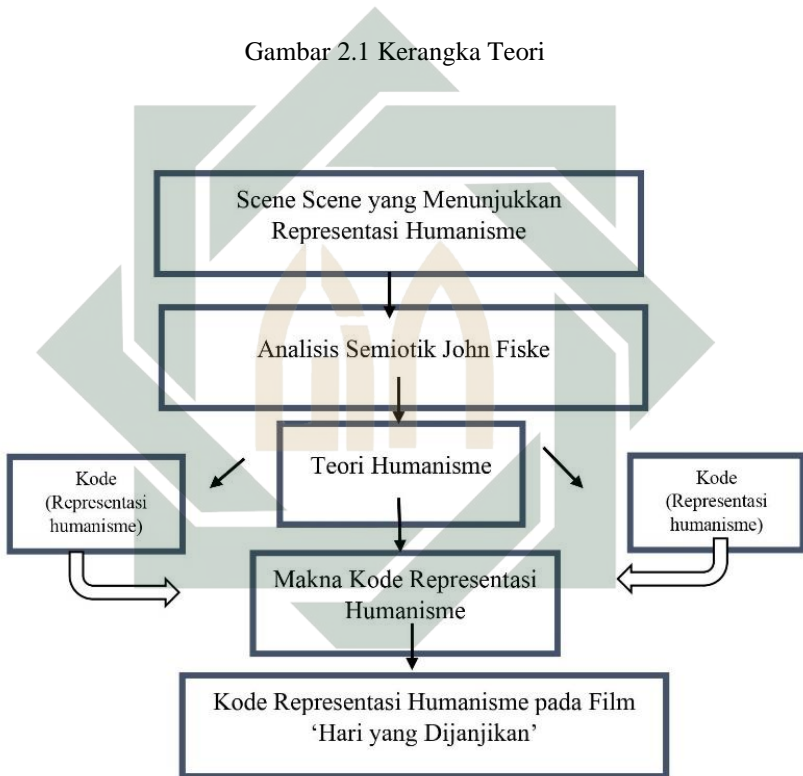 Gambar 2.1 Kerangka Teori
Scene Scene yang Menunjukkan
Representasi Humanisme
Analisis Semiotik John Fiske
Teori Humanisme
Kode
(Representasi
humanisme)
Kode
(Representasi
humanisme)
Makna Kode Representasi
Humanisme
Kode Representasi Humanisme pada Film
‘Hari yang Dijanjikan’